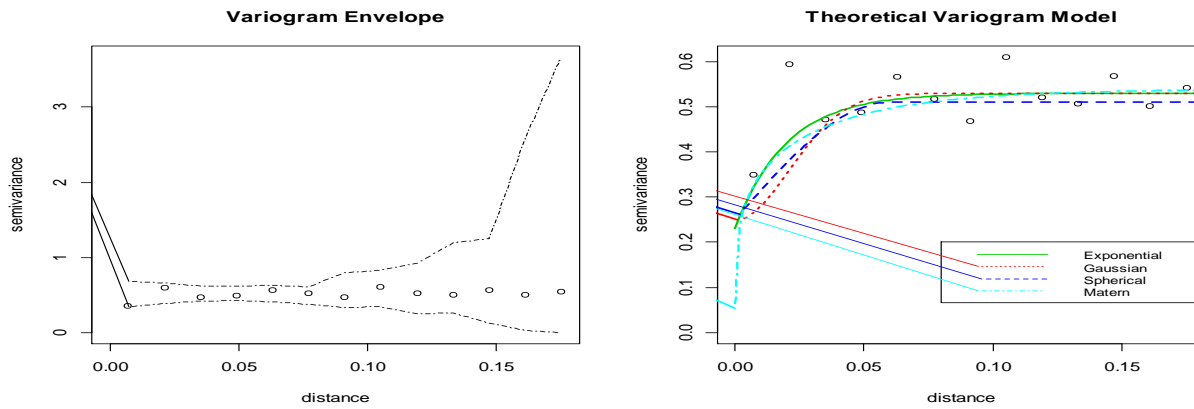 Variogram Envelope
semivariance
3
2
1
0
0.00 0.05 0.10 0.15
distance
Theoretical Variogram Model
semivariance
0.6
0.5
0.4
0.3
0.2
0.1
0.0
Exponential
Gaussian
Spherical
Matern
0.00 0.05 0.10 0.15
distance